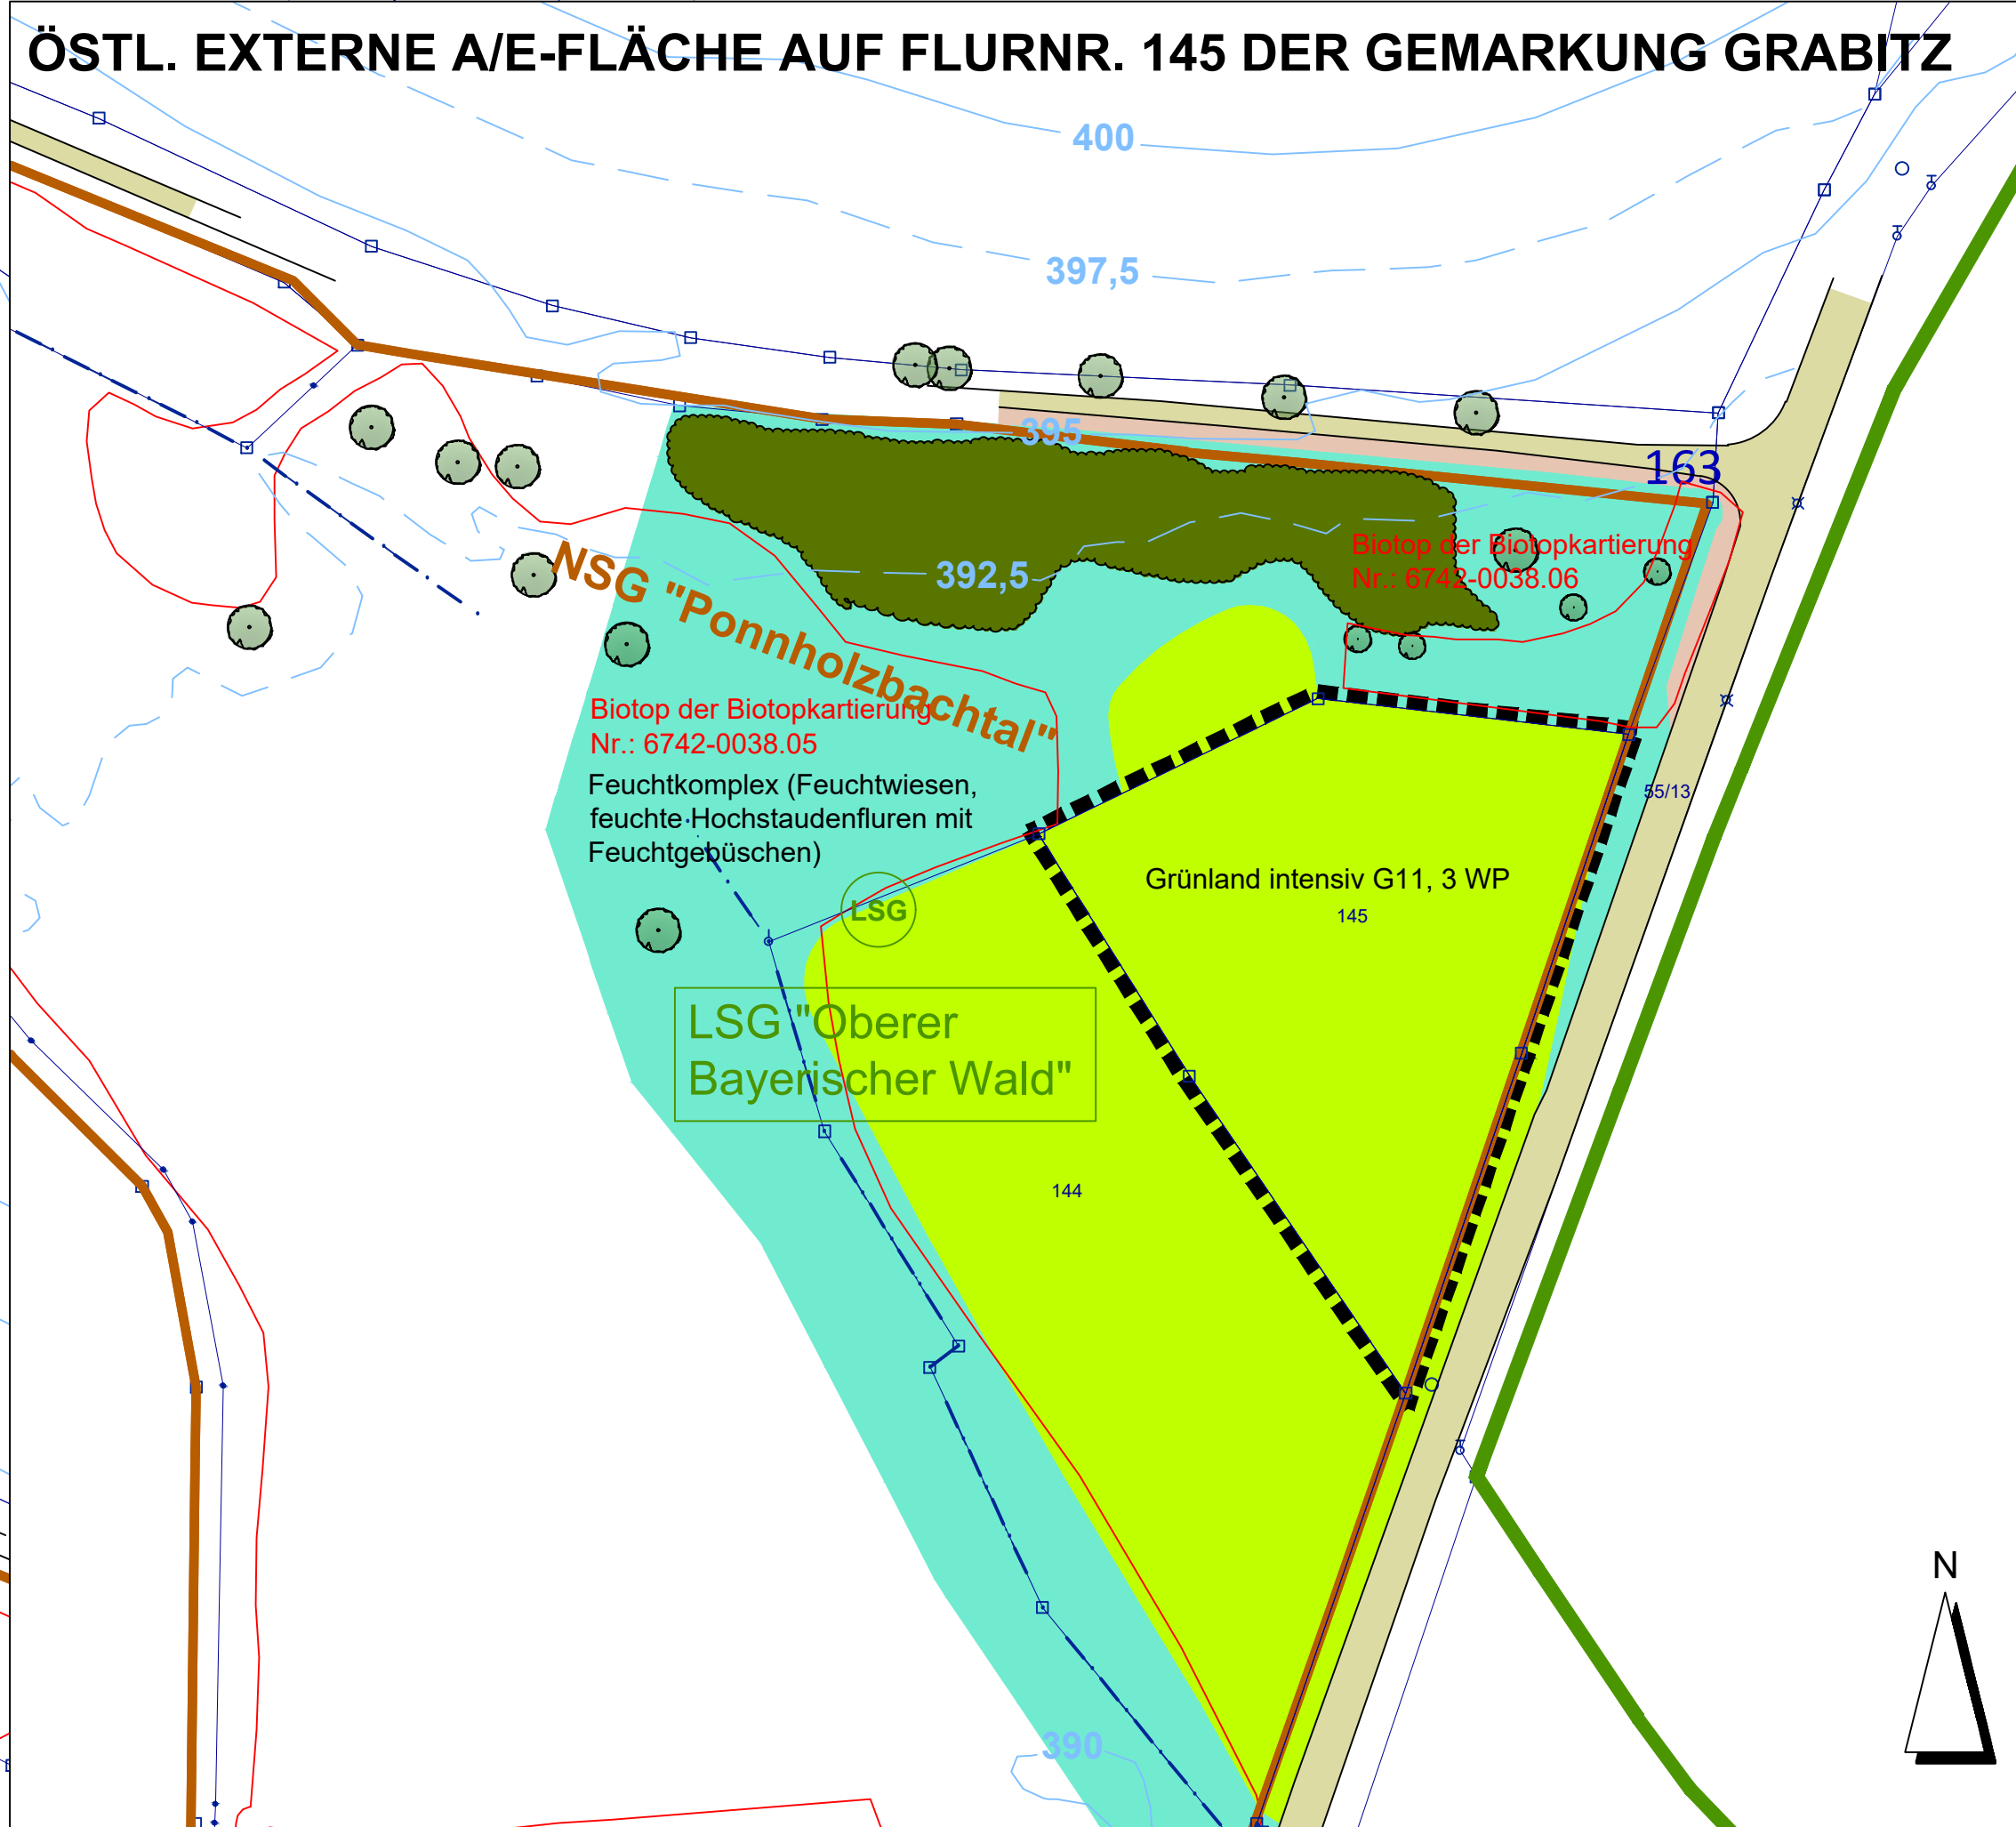 ÖSTL. EXTERNE A/E-FLÄCHE AUF FLURNR. 145 DER GEMARKUNG GRABITZ
400
397,5
395
163
Biotop der Biotopkartierung
Nr.: 6742-0038.06
392,5
NSG "Ponnholzbachtal"
Biotop der Biotopkartierung
Nr.: 6742-0038.05
Feuchtkomplex (Feuchtwiesen,
feuchte Hochstaudenfluren mit
Feuchtgebüschen)
55/13
Grünland intensiv G11, 3 WP
145
LSG
LSG "Oberer
Bayerischer Wald"
144
N
390